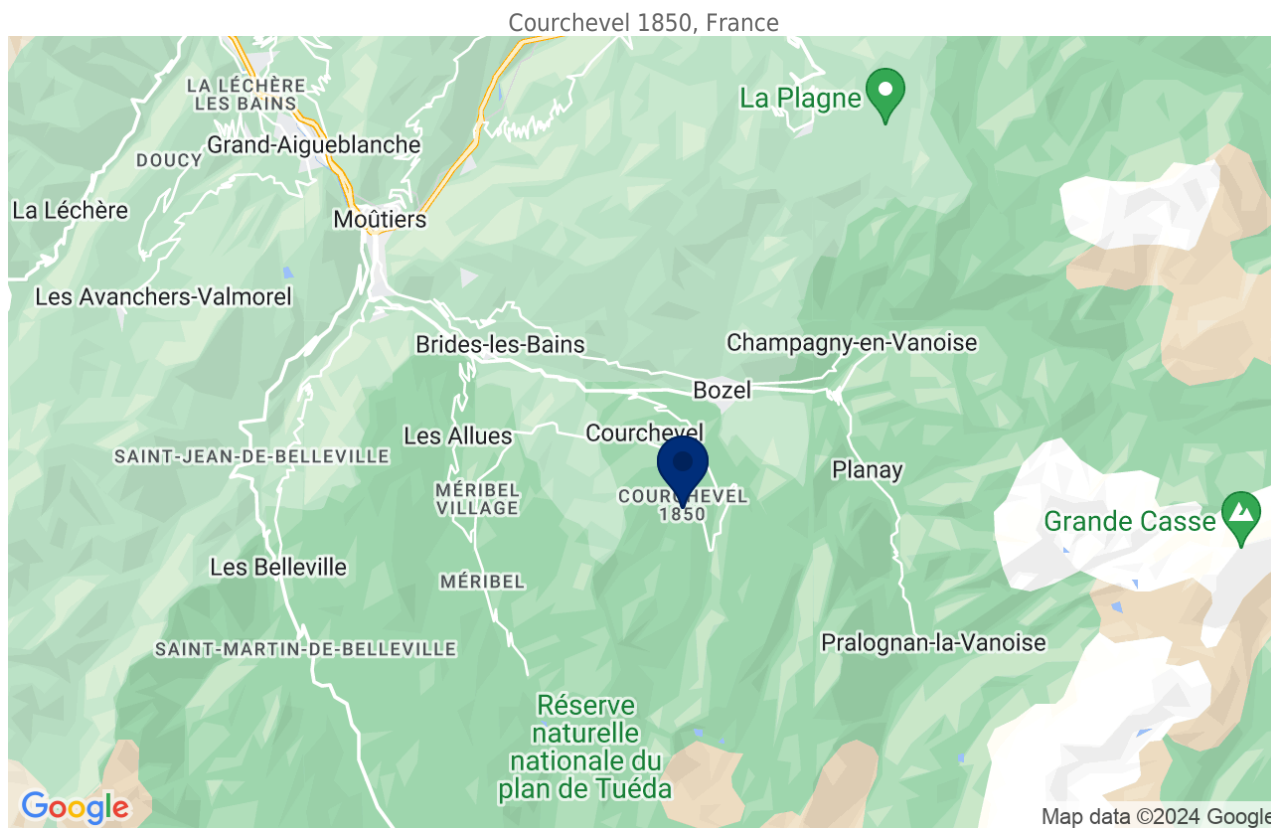 Courchevel 1850, France
LA LÉCHÈRE
LES BAINS
La Plagne
Grand-Aigueblanche
DOUCY
La Léchère
Moûtiers
Les Avanchers-Valmorel
Brides-les-Bains
Champagny-en-Vanoise
Bozel
Les Allues
Courchevel
SAINT-JEAN-DE-BELLEVILLE
Planay
MÉRIBEL
VILLAGE
COURCHEVEL
1850
Grande Casse
Les Belleville
MÉRIBEL
SAINT-MARTIN-DE-BELLEVILLE
Pralognan-la-Vanoise
Réserve
naturelle
nationale du
plan de Tuéda
Google
Map data ©2024 Google